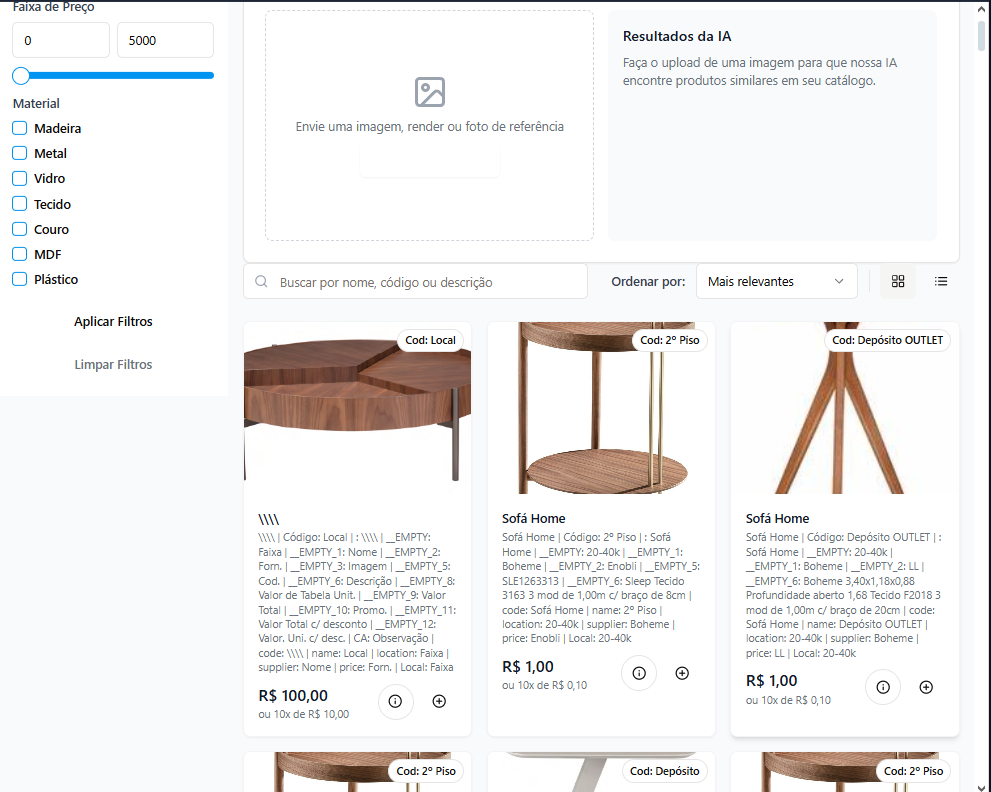 Faixa de Preço
0
5000
Material
Madeira
Metal
Vidro
Tecido
Couro
MDF
Plástico
Aplicar Filtros
Limpar Filtros
Envie uma imagem, render ou foto de referência
Resultados da IA
Faça o upload de uma imagem para que nossa IA
encontre produtos similares em seu catálogo.
Buscar por nome, código ou descrição
Ordenar por:
Mais relevantes
Cod: Local
\\\\
\\\\ | Código: Local | : \\\\ | __EMPTY:
Faixa | __EMPTY_1: Nome | __EMPTY_2:
Forn. | __EMPTY_3: Imagem | __EMPTY_5:
Cod. | __EMPTY_6: Descrição | __EMPTY_8:
Valor de Tabela Unit. | __EMPTY_9: Valor
Total | __EMPTY_10: Promo. | __EMPTY_11:
Valor Total c/ desconto | __EMPTY_12:
Valor. Uni. c/ desc. | CA: Observação |
code: \\\\ | name: Local | location: Faixa |
supplier: Nome | price: Forn. | Local: Faixa
R$ 100,00
ou 10x de R$ 10,00
Cod: 2º Piso
Sofá Home
Sofá Home | Código: 2º Piso | : Sofá
Home | __EMPTY: 20-40k | __EMPTY_1:
Boheme | __EMPTY_2: Enobli | __EMPTY_5:
SLE1263313 | __EMPTY_6: Sleep Tecido
3163 3 mod de 1,00m c/ braço de 8cm |
code: Sofá Home | name: 2º Piso |
location: 20-40k | supplier: Boheme |
price: Enobli | Local: 20-40k
R$ 1,00
ou 10x de R$ 0,10
Cod: Depósito OUTLET
Sofá Home
Sofá Home | Código: Depósito OUTLET | :
Sofá Home | __EMPTY: 20-40k |
__EMPTY_1: Boheme | __EMPTY_2: LL |
__EMPTY_6: Boheme 3,40x1,18x0,88
Profundidade aberto 1,68 Tecido F2018 3
mod de 1,00m c/ braço de 20cm | code:
Sofá Home | name: Depósito OUTLET |
location: 20-40k | supplier: Boheme |
price: LL | Local: 20-40k
R$ 1,00
ou 10x de R$ 0,10
Cod: 2º Piso
Cod: Depósito
Cod: 2º Piso